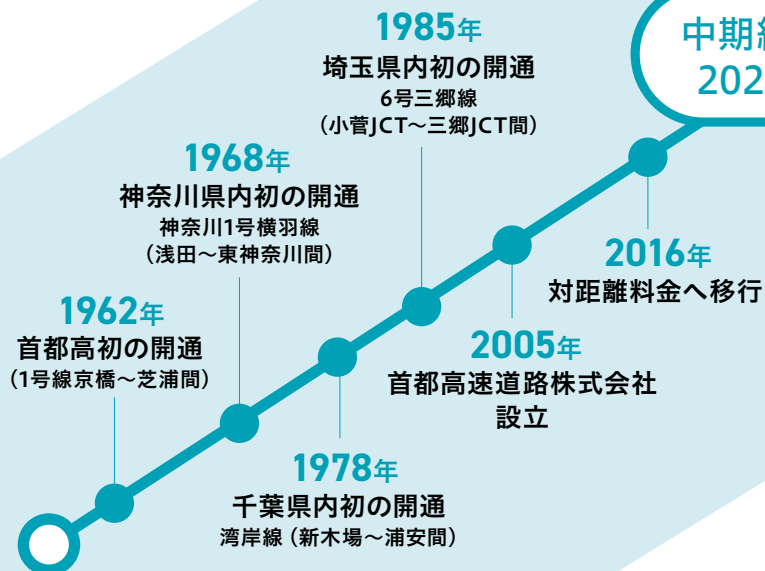 1985年
埼玉県内初の開通
6号三郷線
（小菅JCT～三郷JCT間）
中期
202
1968年
神奈川県内初の開通
神奈川1号横羽線
（浅田～東神奈川間）
2016年
対距離料金へ移行
1962年
首都高初の開通
（1号線京橋～芝浦間）
2005年
首都高速道路株式会社
設立
1978年
千葉県内初の開通
湾岸線（新木場～浦安間）